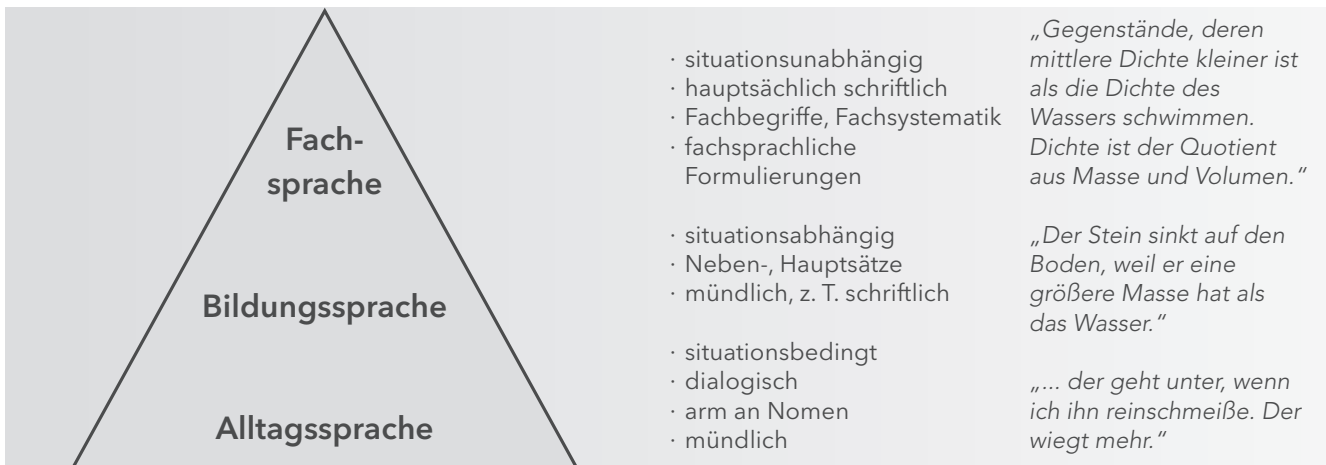 Fach-
sprache
· situationsunabhängig
· hauptsächlich schriftlich
· Fachbegriffe, Fachsystematik
· fachsprachliche
Formulierungen
„Gegenstände, deren
mittlere Dichte kleiner ist
als die Dichte des
Wassers schwimmen.
Dichte ist der Quotient
aus Masse und Volumen.“
Bildungssprache
· situationsabhängig
· Neben-, Hauptsätze
· mündlich, z. T. schriftlich
„Der Stein sinkt auf den
Boden, weil er eine
größere Masse hat als
das Wasser.“
Alltagssprache
· situationsbedingt
· dialogisch
· arm an Nomen
· mündlich
„... der geht unter, wenn
ich ihn reinschmeiße. Der
wiegt mehr.“